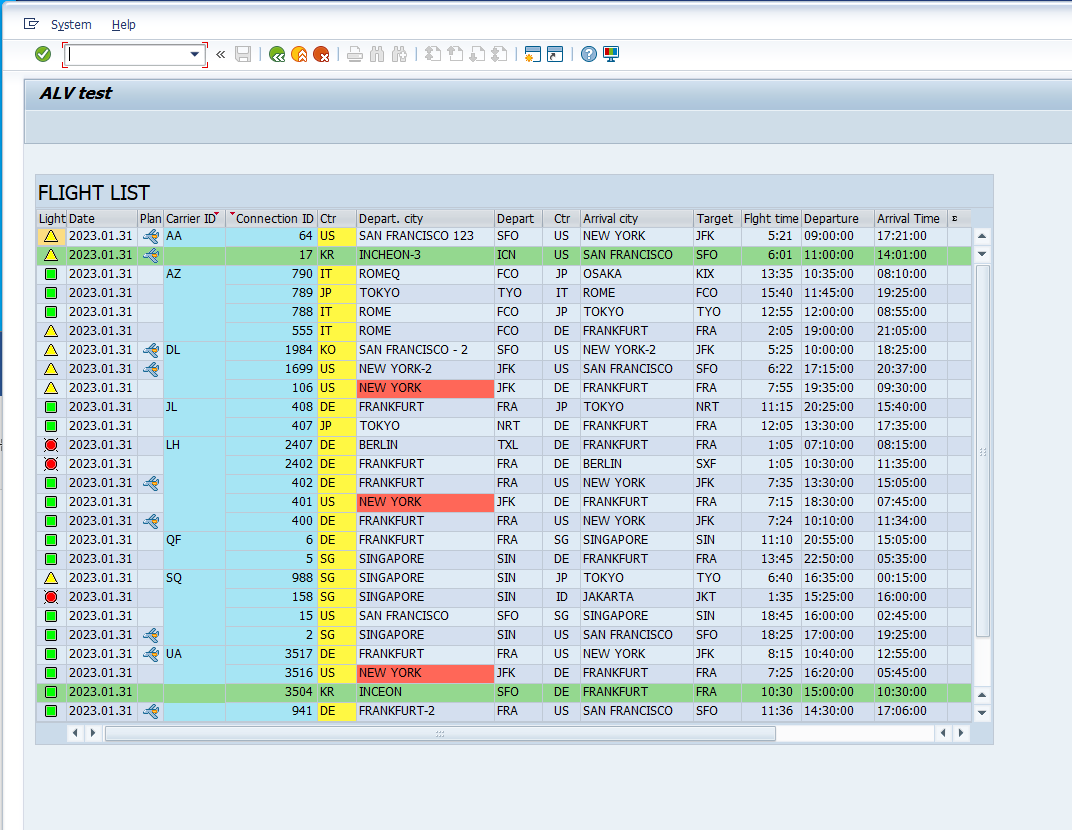 System Help
ALV test
FLIGHT LIST
Light Date Plan Carrier ID Connection ID Ctr Depart. city Depart Ctr Arrival city Target Flght time Departure Arrival Time Σ
2023.01.31 AA 64 US SAN FRANCISCO 123 SFO US NEW YORK JFK 5:21 09:00:00 17:21:00
2023.01.31 17 KR INCHEON-3 ICN US SAN FRANCISCO SFO 6:01 11:00:00 14:01:00
2023.01.31 AZ 790 IT ROMEQ FCO JP OSAKA KIX 13:35 10:35:00 08:10:00
2023.01.31 789 JP TOKYO TYO IT ROME FCO 15:40 11:45:00 19:25:00
2023.01.31 788 IT ROME FCO JP TOKYO TYO 12:55 12:00:00 08:55:00
2023.01.31 555 IT ROME FCO DE FRANKFURT FRA 2:05 19:00:00 21:05:00
2023.01.31 DL 1984 KO SAN FRANCISCO - 2 SFO US NEW YORK-2 JFK 5:25 10:00:00 18:25:00
2023.01.31 1699 US NEW YORK-2 JFK US SAN FRANCISCO SFO 6:22 17:15:00 20:37:00
2023.01.31 106 US NEW YORK JFK DE FRANKFURT FRA 7:55 19:35:00 09:30:00
2023.01.31 JL 408 DE FRANKFURT FRA JP TOKYO NRT 11:15 20:25:00 15:40:00
2023.01.31 407 JP TOKYO NRT DE FRANKFURT FRA 12:05 13:30:00 17:35:00
2023.01.31 LH 2407 DE BERLIN TXL DE FRANKFURT FRA 1:05 07:10:00 08:15:00
2023.01.31 2402 DE FRANKFURT FRA DE BERLIN SXF 1:05 10:30:00 11:35:00
2023.01.31 402 DE FRANKFURT FRA US NEW YORK JFK 7:35 13:30:00 15:05:00
2023.01.31 401 US NEW YORK JFK DE FRANKFURT FRA 7:15 18:30:00 07:45:00
2023.01.31 400 DE FRANKFURT FRA US NEW YORK JFK 7:24 10:10:00 11:34:00
2023.01.31 QF 6 DE FRANKFURT FRA SG SINGAPORE SIN 11:10 20:55:00 15:05:00
2023.01.31 5 SG SINGAPORE SIN DE FRANKFURT FRA 13:45 22:50:00 05:35:00
2023.01.31 SQ 988 SG SINGAPORE SIN JP TOKYO TYO 6:40 16:35:00 00:15:00
2023.01.31 158 SG SINGAPORE SIN ID JAKARTA JKT 1:35 15:25:00 16:00:00
2023.01.31 15 US SAN FRANCISCO SFO SG SINGAPORE SIN 18:45 16:00:00 02:45:00
2023.01.31 2 SG SINGAPORE SIN US SAN FRANCISCO SFO 18:25 17:00:00 19:25:00
2023.01.31 UA 3517 DE FRANKFURT FRA US NEW YORK JFK 8:15 10:40:00 12:55:00
2023.01.31 3516 US NEW YORK JFK DE FRANKFURT FRA 7:25 16:20:00 05:45:00
2023.01.31 3504 KR INCEON SFO DE FRANKFURT FRA 10:30 15:00:00 10:30:00
2023.01.31 941 DE FRANKFURT-2 FRA US SAN FRANCISCO SFO 11:36 14:30:00 17:06:00